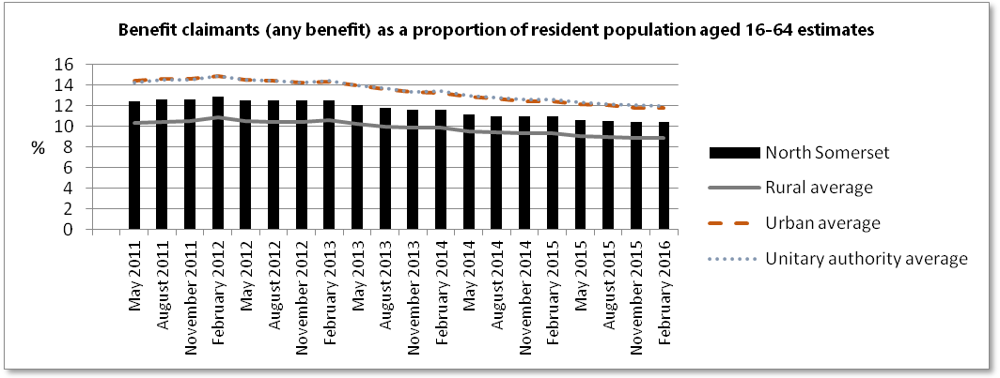 Benefit claimants (any benefit) as a proportion of resident population aged 16-64 estimates
16
14
12
10
8
6
4
2
0
%
May 2011
August 2011
November 2011
February 2012
May 2012
August 2012
November 2012
February 2013
May 2013
August 2013
November 2013
February 2014
May 2014
August 2014
November 2014
February 2015
May 2015
August 2015
November 2015
February 2016
North Somerset
Rural average
Urban average
Unitary authority average